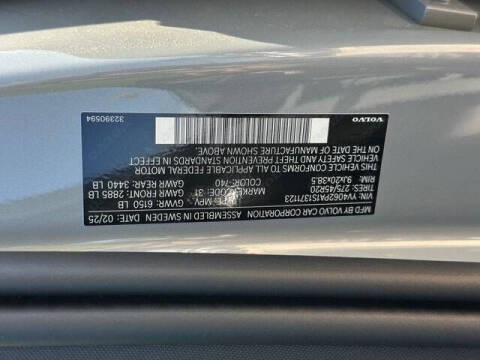 MFD BY VOLVO CAR CORPORATION, ASSEMBLED IN SWEDEN 02/25
VIN: YV4062PA1S1371123 TYPE: MPV GVWR: 6150 LB
TIRES: 275/45R20 MARKET CODE: 31 GAWR FRONT: 2885 LB
RIM: 9x20x38.5 COLOR: 740 GAWR REAR: 3440 LB
THIS VEHICLE CONFORMS TO ALL APPLICABLE FEDERAL MOTOR
VEHICLE SAFETY AND THEFT PREVENTION STANDARDS IN EFFECT
ON THE DATE OF MANUFACTURE SHOWN ABOVE.
VOLVO
32390594